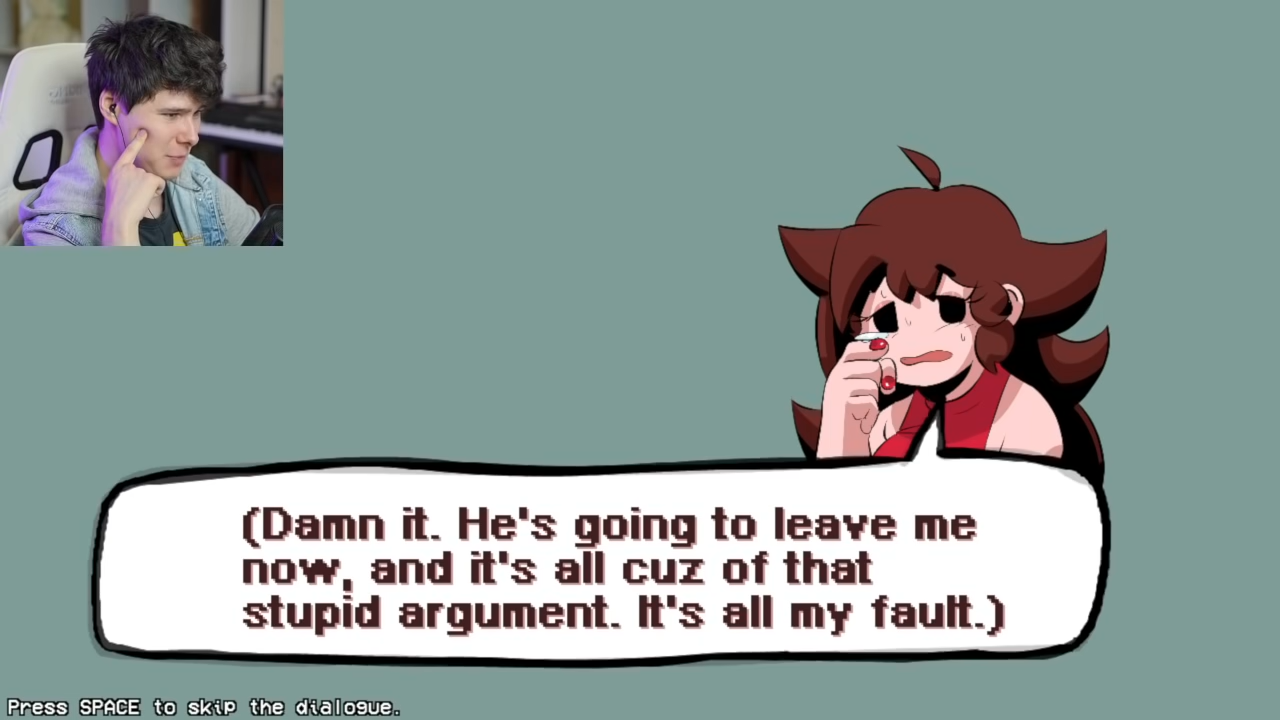 (Damn it. He's going to leave me
now, and it's all cuz of that
stupid argument. It's all my fault.)
Press SPACE to skip the dialogue.